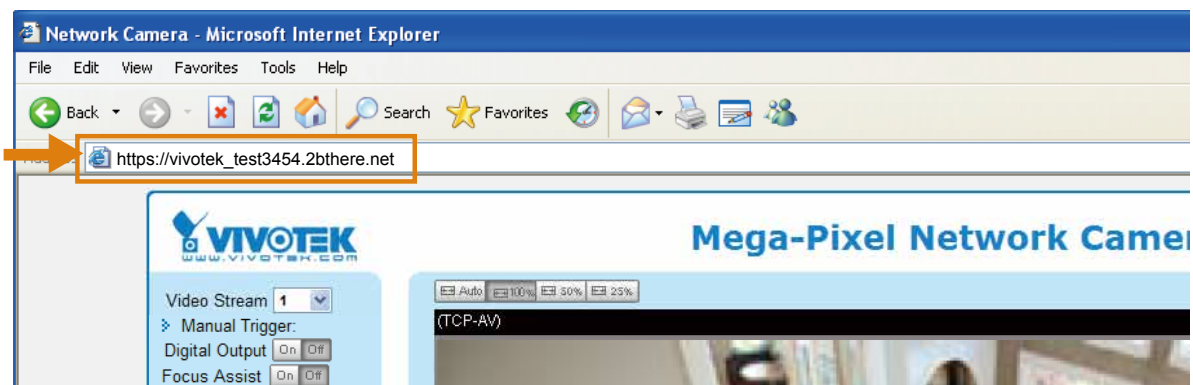 Network Camera - Microsoft Internet Explorer
File Edit View Favorites Tools Help
Back Search Favorites
https://vivotek_test3454.2bthere.net
VIVOTEK
www.vivotek.com
Mega-Pixel Network Camer
Video Stream 1
Manual Trigger:
Digital Output On Off
Focus Assist On Off
Auto 100% 50% 25%
(TCP-AV)